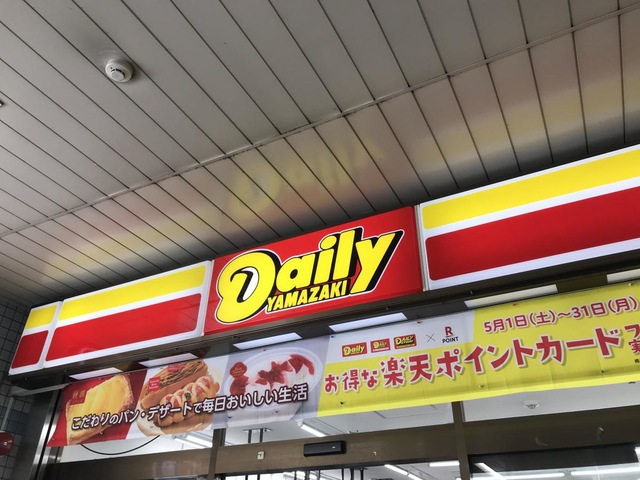 Daily
YAMAZAKI
Daily
Daily
DAILY
×
R
POINT
5月1日(土)～31日(月)
お得な楽天ポイントカード
こだわりのパン・デザートで毎日おいしい生活